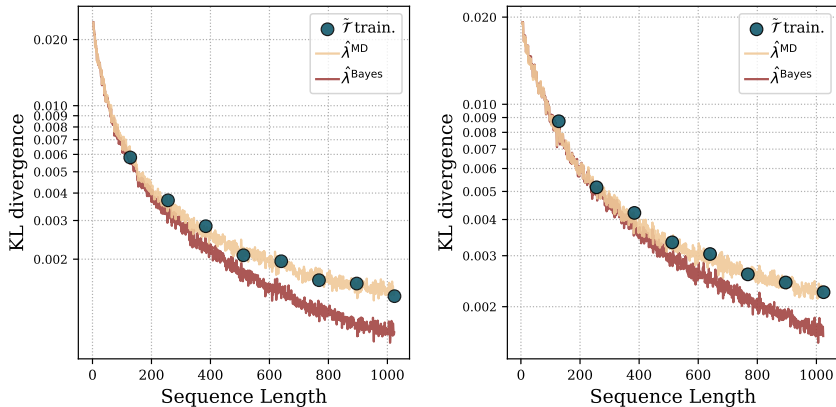 0.020
0.010
0.009
0.008
0.007
0.006
0.005
0.004
0.003
0.002
KL divergence
0 200 400 600 800 1000
Sequence Length
𝒯̃ train.
λ̂^MD
λ̂^Bayes
0.020
0.010
0.009
0.008
0.007
0.006
0.005
0.004
0.003
0.002
KL divergence
0 200 400 600 800 1000
Sequence Length
𝒯̃ train.
λ̂^MD
λ̂^Bayes